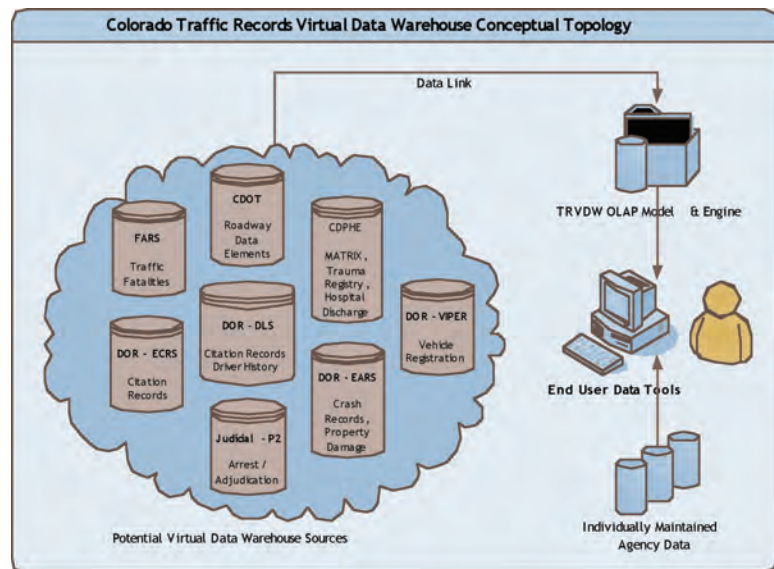 Colorado Traffic Records Virtual Data Warehouse Conceptual Topology
Data Link
CDOT
Roadway
Data
Elements
FARS
Traffic
Fatalities
CDPHE
MATRIX ,
Trauma
Registry ,
Hospital
Discharge
DOR - DLS
Citation Records
Driver History
DOR - VIPER
Vehicle
Registration
DOR - ECRS
Citation
Records
DOR - EARS
Crash
Records ,
Property
Damage
Judidal - P2
Arrest /
Adjudication
Potential Virtual Data Warehouse Sources
TRVDW OLAP Model & Engine
End User Data Tools
Individually Maintained
Agency Data